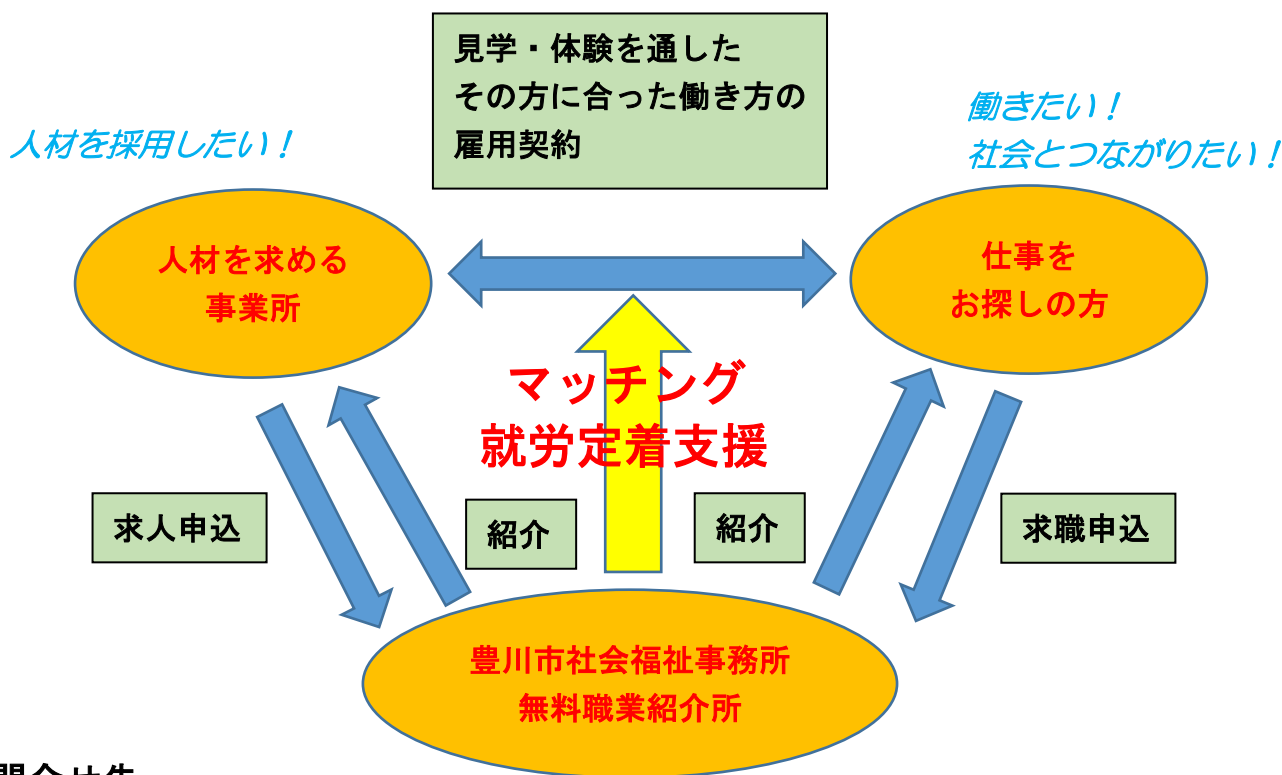 見学・体験を通した
その方に合った働き方の
雇用契約
人材を採用したい！
働きたい！
社会とつながりたい！
人材を求める
事業所
仕事を
お探しの方
マッチング
就労定着支援
求人申込
紹介
紹介
求職申込
豊川市社会福祉事務所
無料職業紹介所